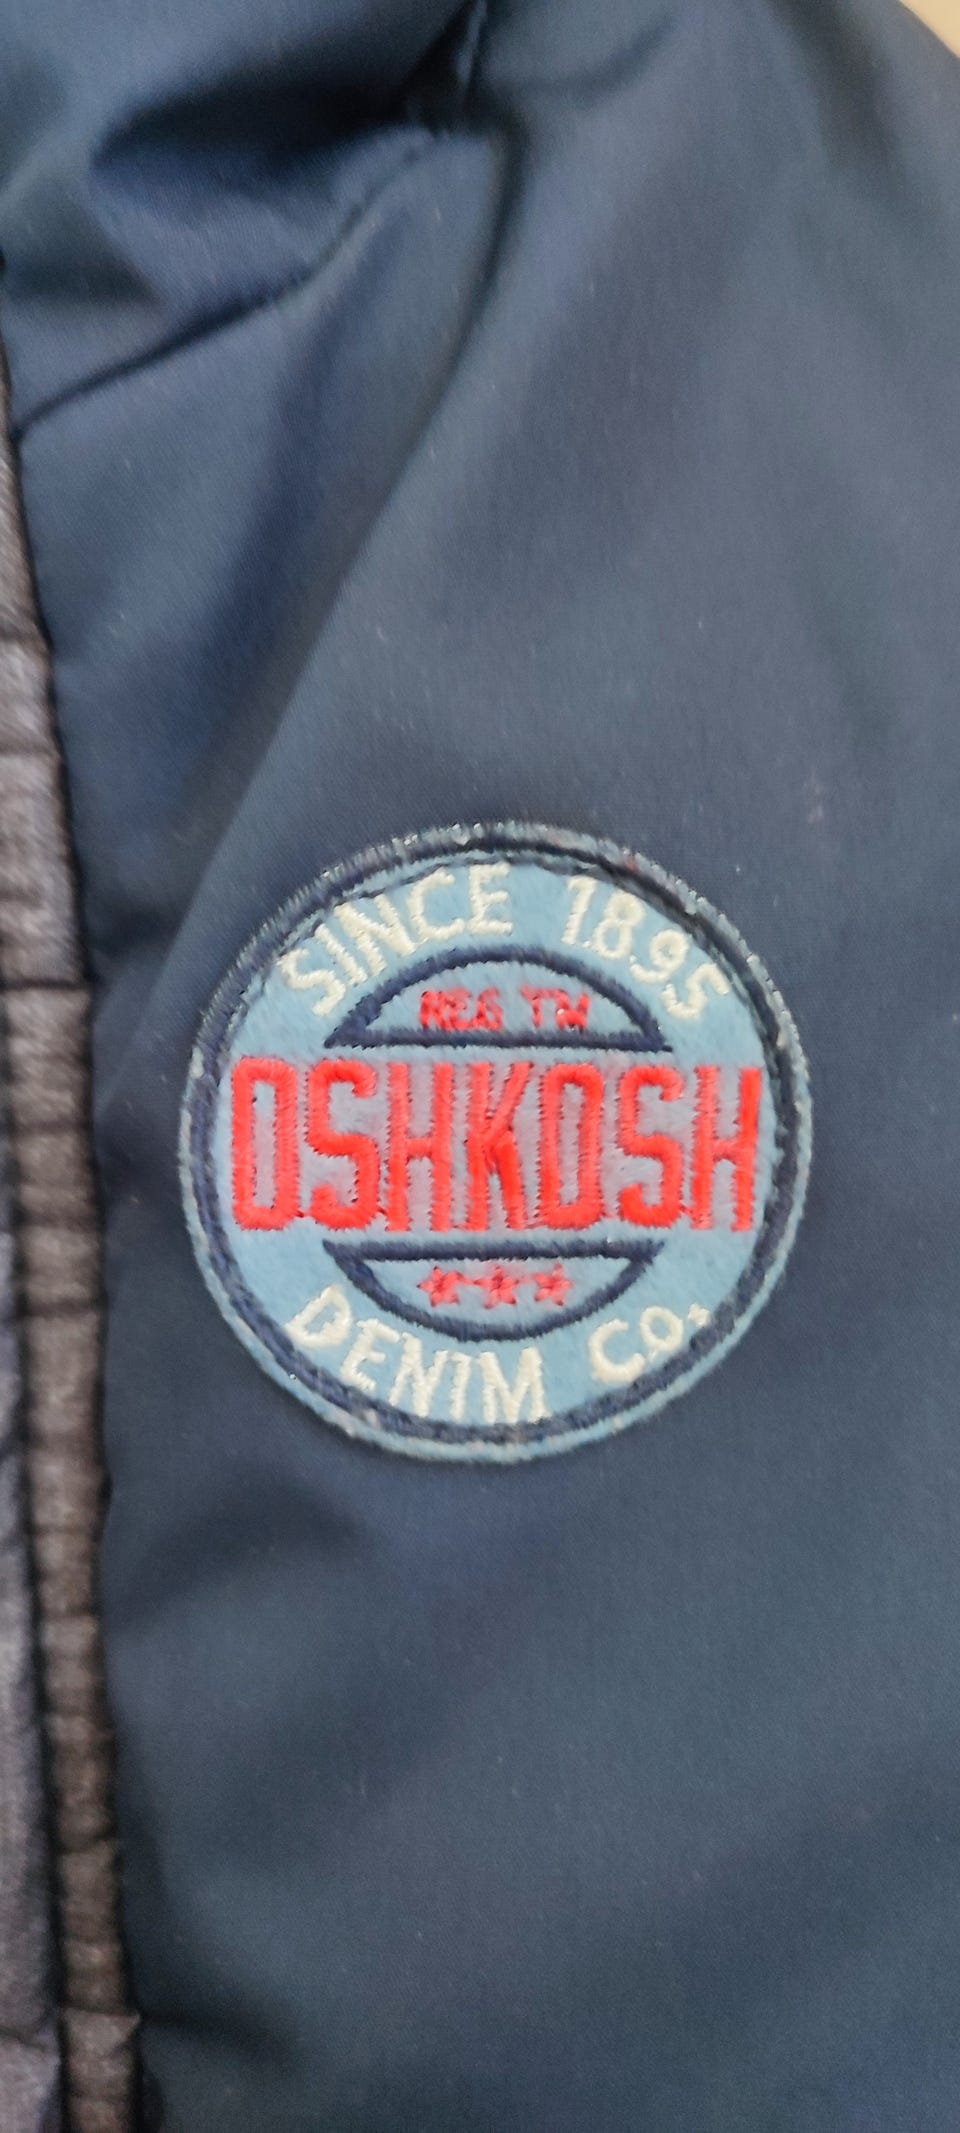 SINCE 1895
REG TM
OSHKOSH
DENIM Co.